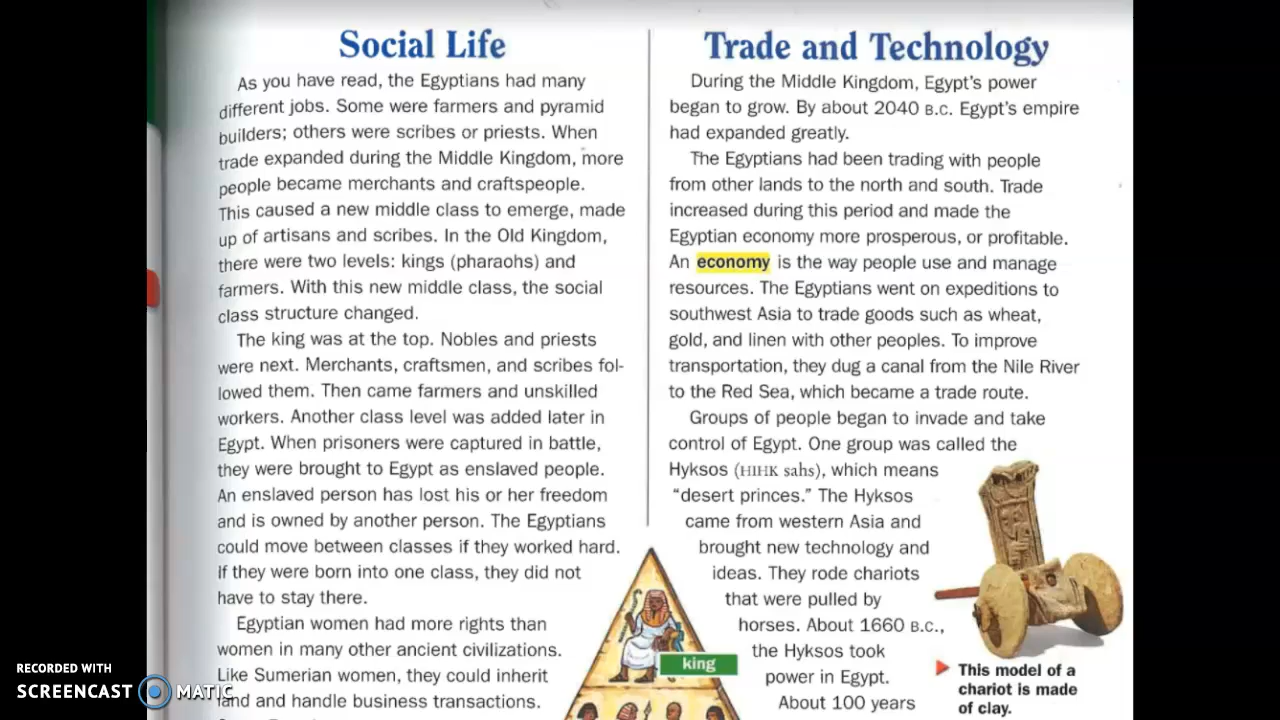 Social Life
As you have read, the Egyptians had many
different jobs. Some were farmers and pyramid
builders; others were scribes or priests. When
trade expanded during the Middle Kingdom, more
people became merchants and craftspeople.
This caused a new middle class to emerge, made
up of artisans and scribes. In the Old Kingdom,
there were two levels: kings (pharaohs) and
farmers. With this new middle class, the social
class structure changed.
The king was at the top. Nobles and priests
were next. Merchants, craftsmen, and scribes fol-
lowed them. Then came farmers and unskilled
workers. Another class level was added later in
Egypt. When prisoners were captured in battle,
they were brought to Egypt as enslaved people.
An enslaved person has lost his or her freedom
and is owned by another person. The Egyptians
could move between classes if they worked hard.
If they were born into one class, they did not
have to stay there.
Egyptian women had more rights than
women in many other ancient civilizations.
Like Sumerian women, they could inherit
land and handle business transactions.
Trade and Technology
During the Middle Kingdom, Egypt's power
began to grow. By about 2040 B.C. Egypt's empire
had expanded greatly.
The Egyptians had been trading with people
from other lands to the north and south. Trade
increased during this period and made the
Egyptian economy more prosperous, or profitable.
An economy is the way people use and manage
resources. The Egyptians went on expeditions to
southwest Asia to trade goods such as wheat,
gold, and linen with other peoples. To improve
transportation, they dug a canal from the Nile River
to the Red Sea, which became a trade route.
Groups of people began to invade and take
control of Egypt. One group was called the
Hyksos (HIHK sahs), which means
"desert princes." The Hyksos
came from western Asia and
brought new technology and
ideas. They rode chariots
that were pulled by
horses. About 1660 B.C.,
the Hyksos took
power in Egypt.
About 100 years
king
This model of a
chariot is made
of clay.
RECORDED WITH
SCREENCAST MATIC